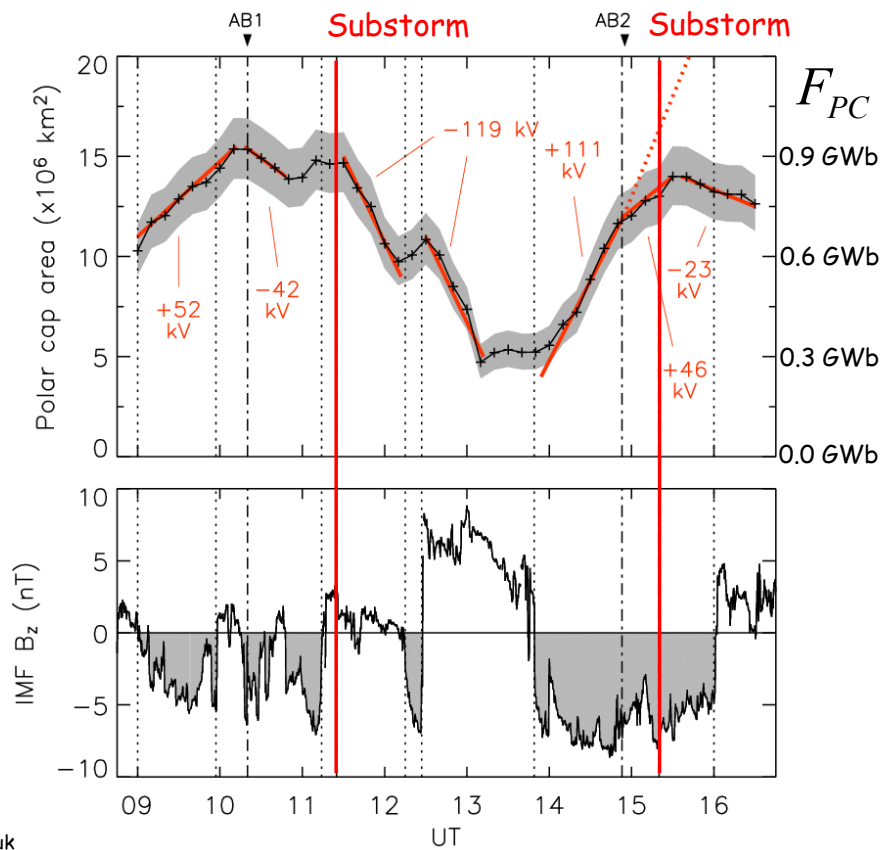 AB1
Substorm
AB2
Substorm
20
15
10
5
0
Polar cap area (x10⁶ km²)
+52
kV
−42
kV
−119 kV
+111
kV
−23
kV
+46
kV
F_PC
0.9 GWb
0.6 GWb
0.3 GWb
0.0 GWb
10
5
0
−5
−10
IMF B_z (nT)
09 10 11 12 13 14 15 16
UT
uk